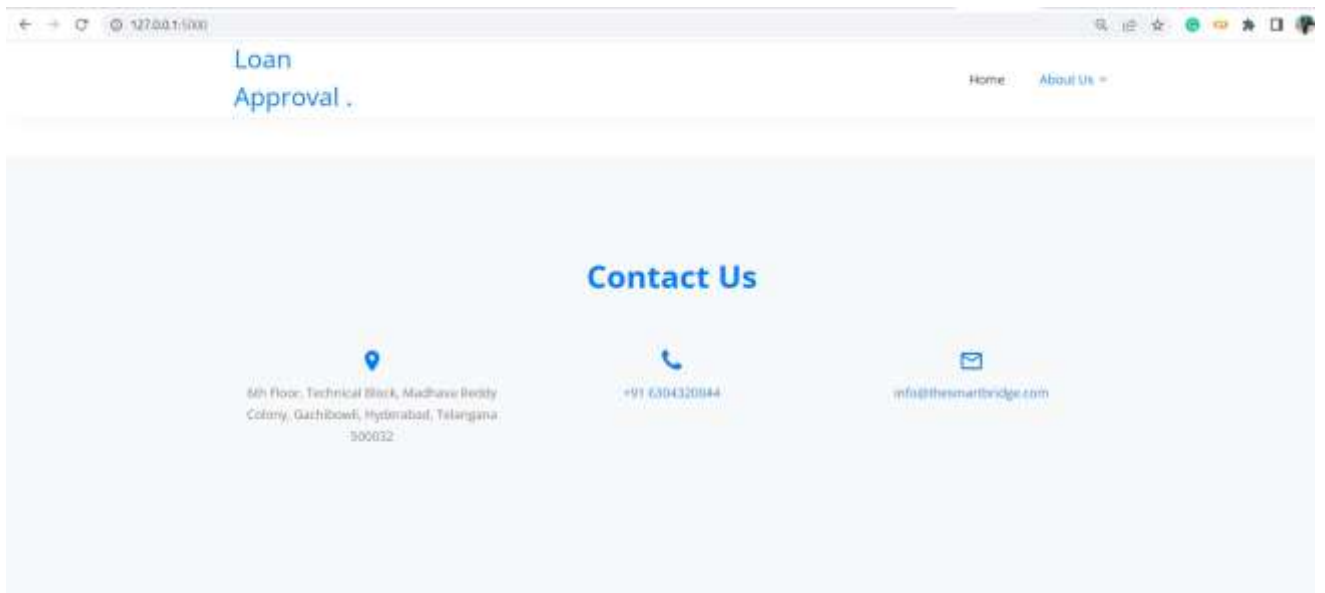 127.0.0.1:5000
Loan
Approval .
Home
About Us
Contact Us
6th Floor, Technical Block, Madhava Reddy
Colony, Gachibowli, Hyderabad, Telangana
500032
+91 6304320044
info@thesmartbridge.com